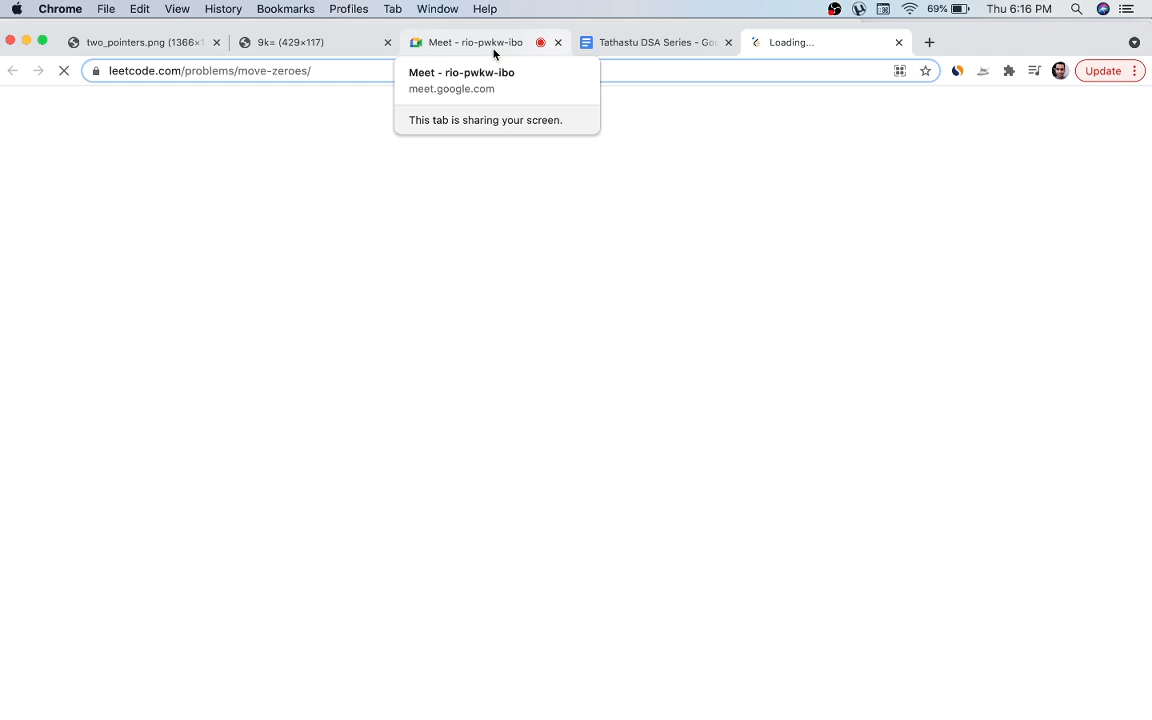 Chrome File Edit View History Bookmarks Profiles Tab Window Help 69% Thu 6:16 PM
two_pointers.png (1366×1 9k= (429×117) Meet - rio-pwkw-ibo Tathastu DSA Series - Goo Loading...
leetcode.com/problems/move-zeroes/ Update
Meet - rio-pwkw-ibo
meet.google.com
This tab is sharing your screen.